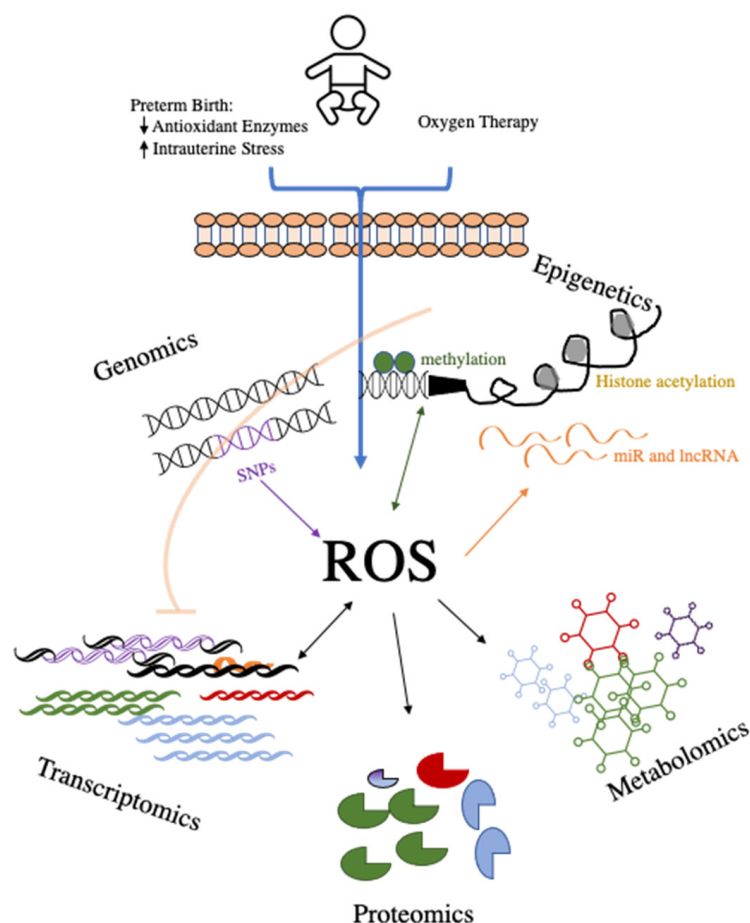 Preterm Birth:
↓ Antioxidant Enzymes
↑ Intrauterine Stress
Oxygen Therapy
Epigenetics
Genomics
methylation
Histone acetylation
SNPs
miR and lncRNA
ROS
Transcriptomics
Metabolomics
Proteomics